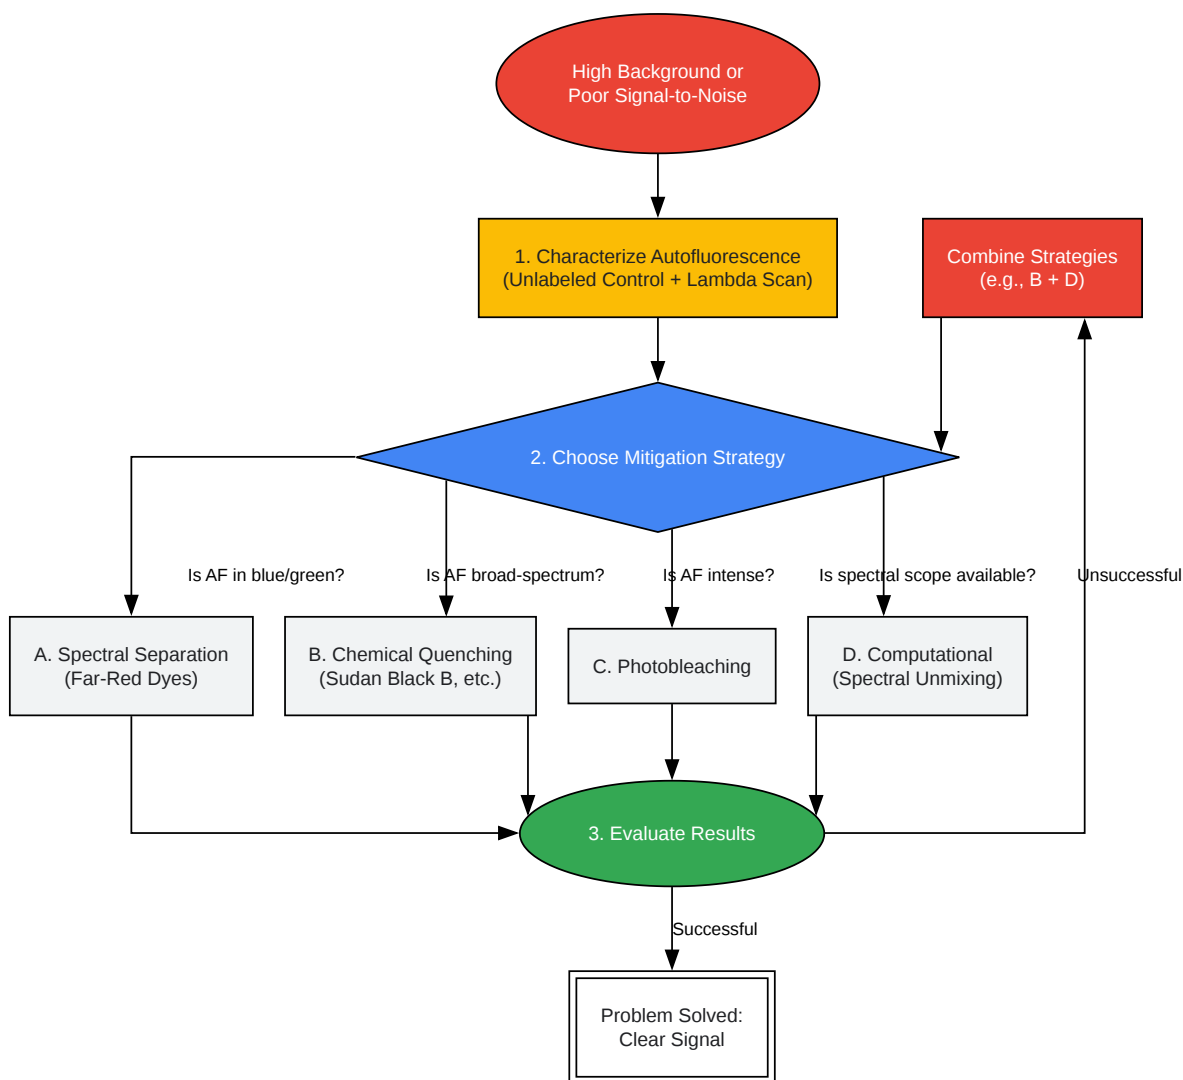 High Background or
Poor Signal-to-Noise
1. Characterize Autofluorescence
(Unlabeled Control + Lambda Scan)
Combine Strategies
(e.g., B + D)
2. Choose Mitigation Strategy
Is AF in blue/green?
Is AF broad-spectrum?
Is AF intense?
Is spectral scope available?
Unsuccessful
A. Spectral Separation
(Far-Red Dyes)
B. Chemical Quenching
(Sudan Black B, etc.)
C. Photobleaching
D. Computational
(Spectral Unmixing)
3. Evaluate Results
Successful
Problem Solved:
Clear Signal